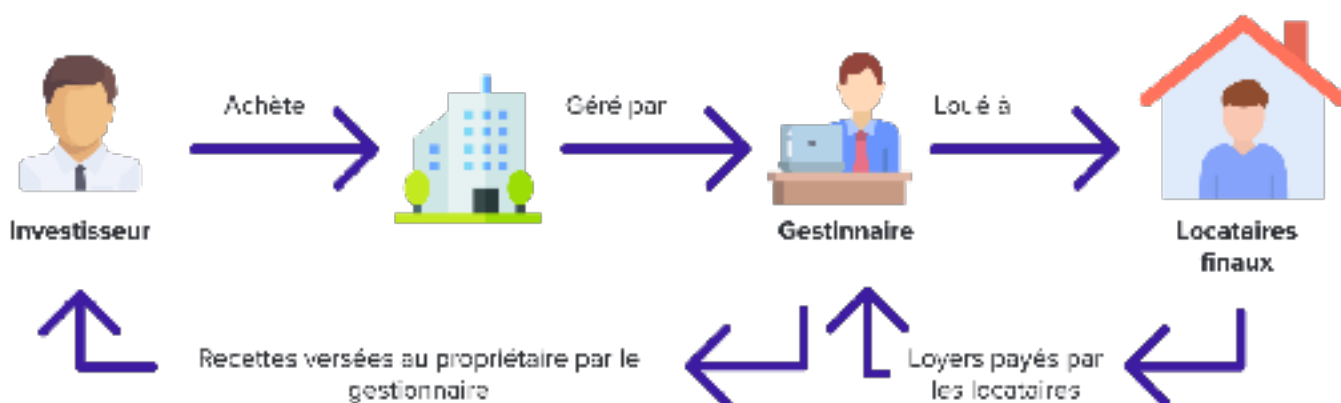 Achète
Géré par
Loué à
Investisseur
Gestinnaire
Locataires
finaux
Recettes versées au propriétaire par le
gestionnaire
Loyers payés par
les locataires